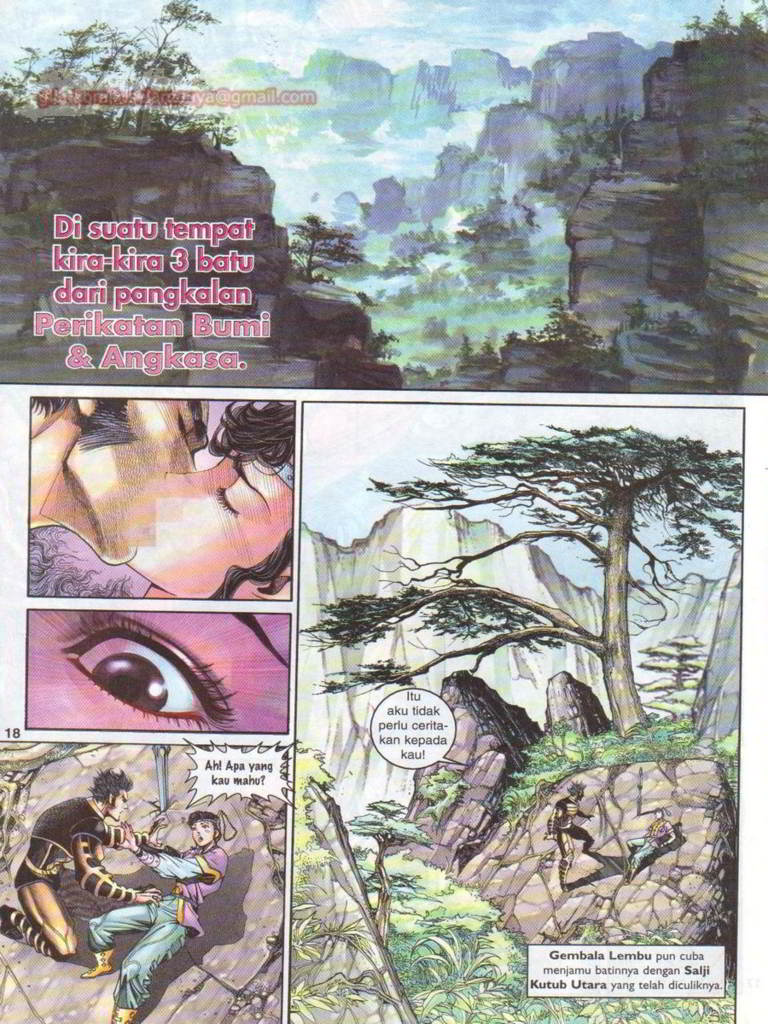 Di suatu tempat
kira-kira 3 batu
dari pangkalan
Perikatan Bumi
& Angkasa.
18
Ah! Apa yang
kau mahu?
Itu
aku tidak
perlu cerita-
kan kepada
kau!
Gembala Lembu pun cuba
menjamu batinnya dengan Salji
Kutub Utara yang telah diculiknya.